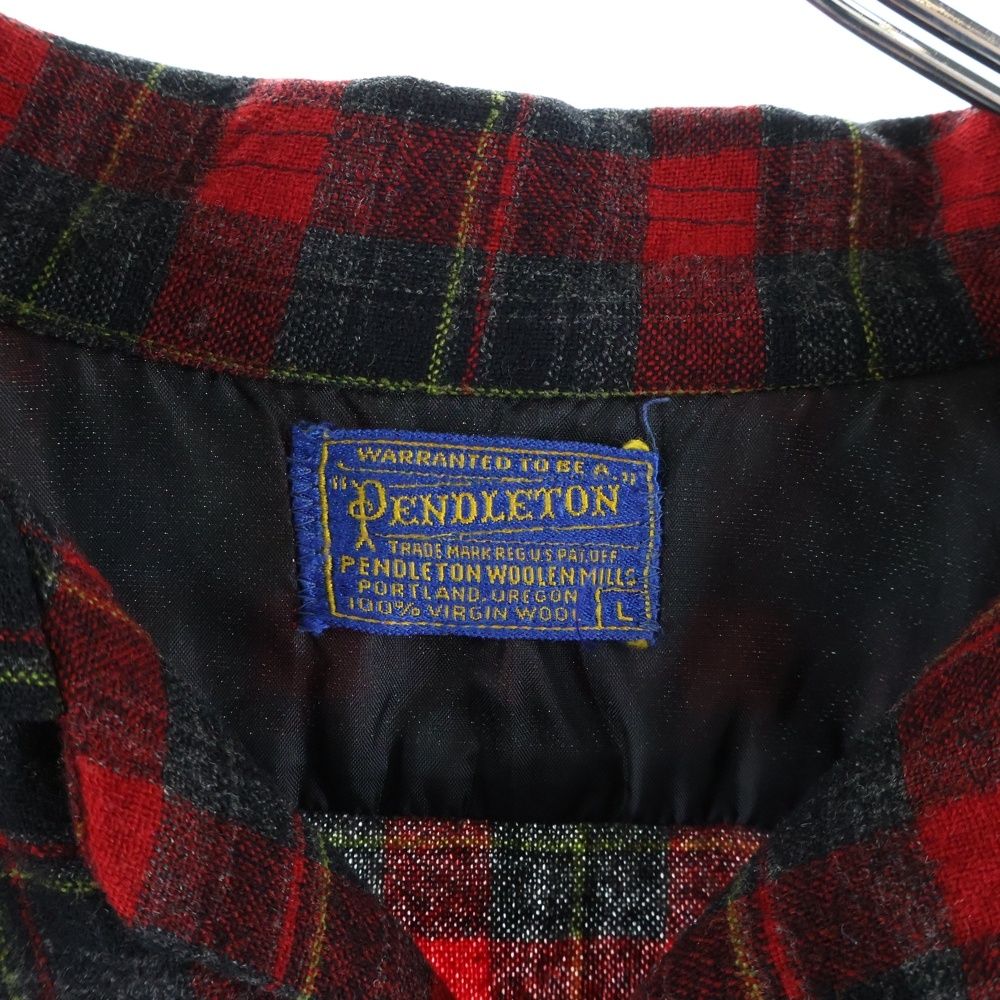 WARRANTED TO BE A
"PENDLETON"
TRADE MARK REG U.S. PAT. OFF.
PENDLETON WOOLEN MILLS
PORTLAND, OREGON
100% VIRGIN WOOL
L